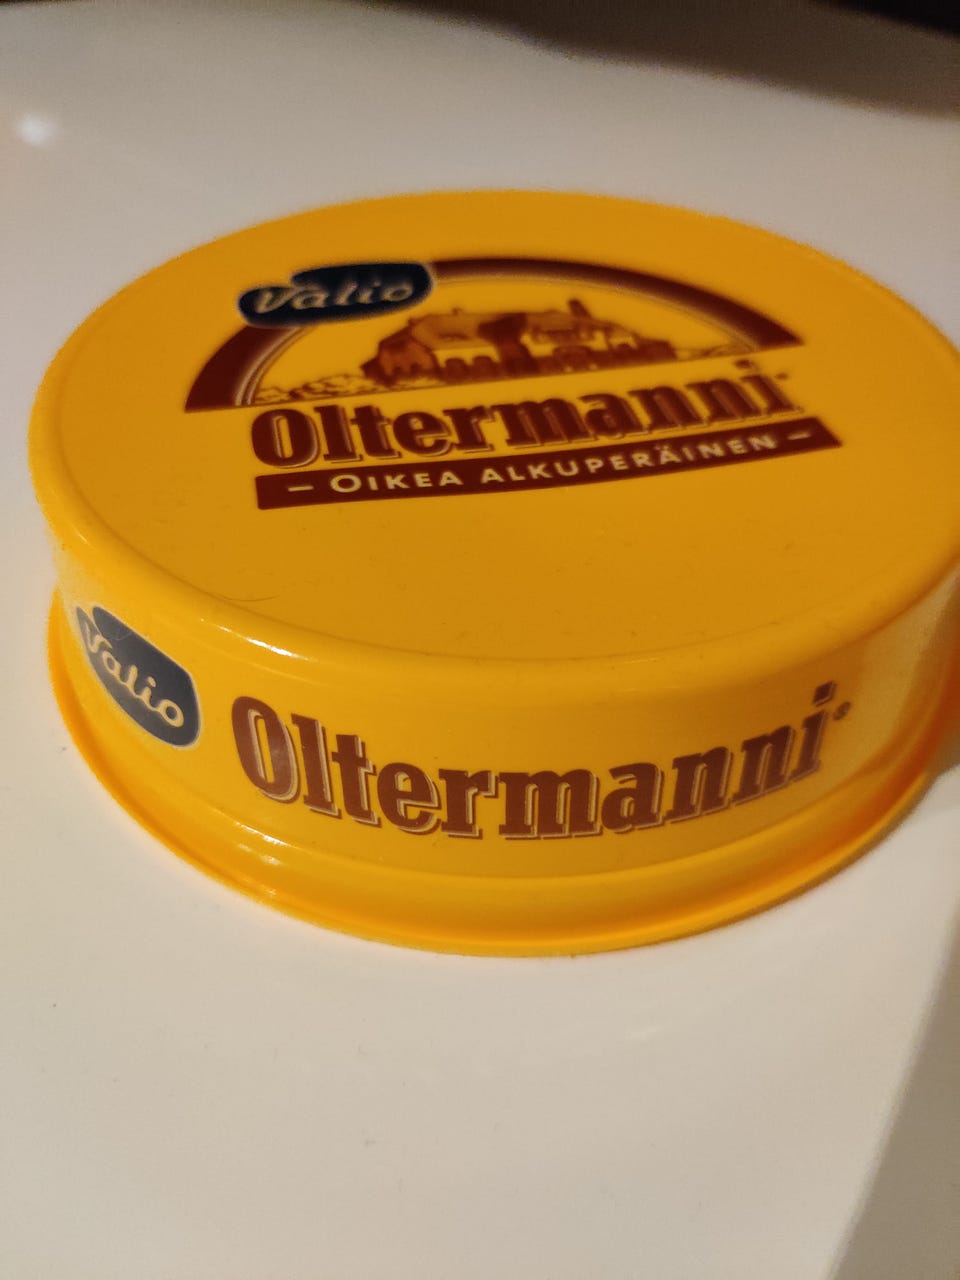 Valio
Oltermanni
– OIKEA ALKUPERÄINEN –
Valio
Oltermanni®